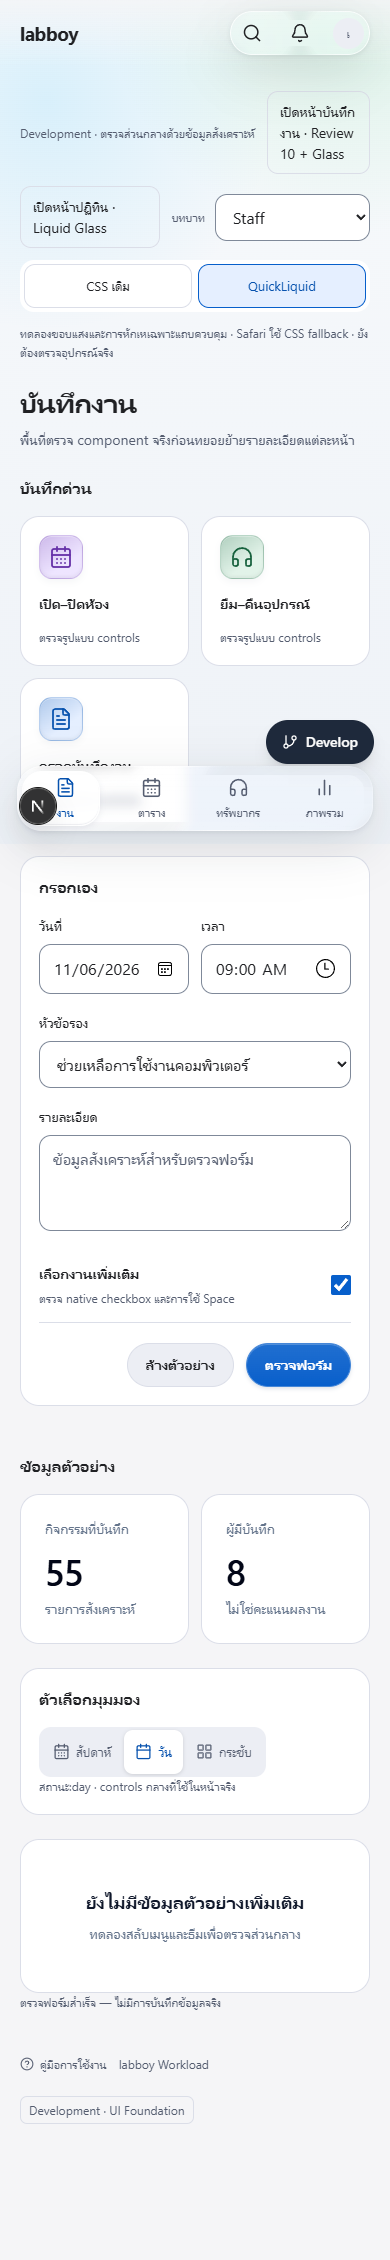 labboy
Development · ตรวจส่วนกลางด้วยข้อมูลสังเคราะห์
เปิดหน้าบันทึก
งาน · Review
10 + Glass
เปิดหน้าปฏิทิน ·
Liquid Glass
บทบาท
Staff
CSS เดิม
QuickLiquid
ทดลองขอบแสงและการหักเหเฉพาะแถบควบคุม · Safari ใช้ CSS fallback · ยัง
ต้องตรวจอุปกรณ์จริง
บันทึกงาน
พื้นที่ตรวจ component จริงก่อนทยอยย้ายรายละเอียดแต่ละหน้า
บันทึกด่วน
เปิด–ปิดห้อง
ตรวจรูปแบบ controls
ยืม–คืนอุปกรณ์
ตรวจรูปแบบ controls
Develop
N
งาน
ตาราง
ทรัพยากร
ภาพรวม
กรอกเอง
วันที่
เวลา
11/06/2026
09:00 AM
หัวข้อรอง
ช่วยเหลือการใช้งานคอมพิวเตอร์
รายละเอียด
ข้อมูลสังเคราะห์สำหรับตรวจฟอร์ม
เลือกงานเพิ่มเติม
ตรวจ native checkbox และการใช้ Space
ล้างตัวอย่าง
ตรวจฟอร์ม
ข้อมูลตัวอย่าง
กิจกรรมที่บันทึก
55
รายการสังเคราะห์
ผู้มีบันทึก
8
ไม่ใช่คะแนนผลงาน
ตัวเลือกมุมมอง
สัปดาห์
วัน
กระชับ
สถานะ:day · controls กลางที่ใช้ในหน้าจริง
ยังไม่มีข้อมูลตัวอย่างเพิ่มเติม
ทดลองสลับเมนูและธีมเพื่อตรวจส่วนกลาง
ตรวจฟอร์มสำเร็จ — ไม่มีการบันทึกข้อมูลจริง
คู่มือการใช้งาน
labboy Workload
Development · UI Foundation